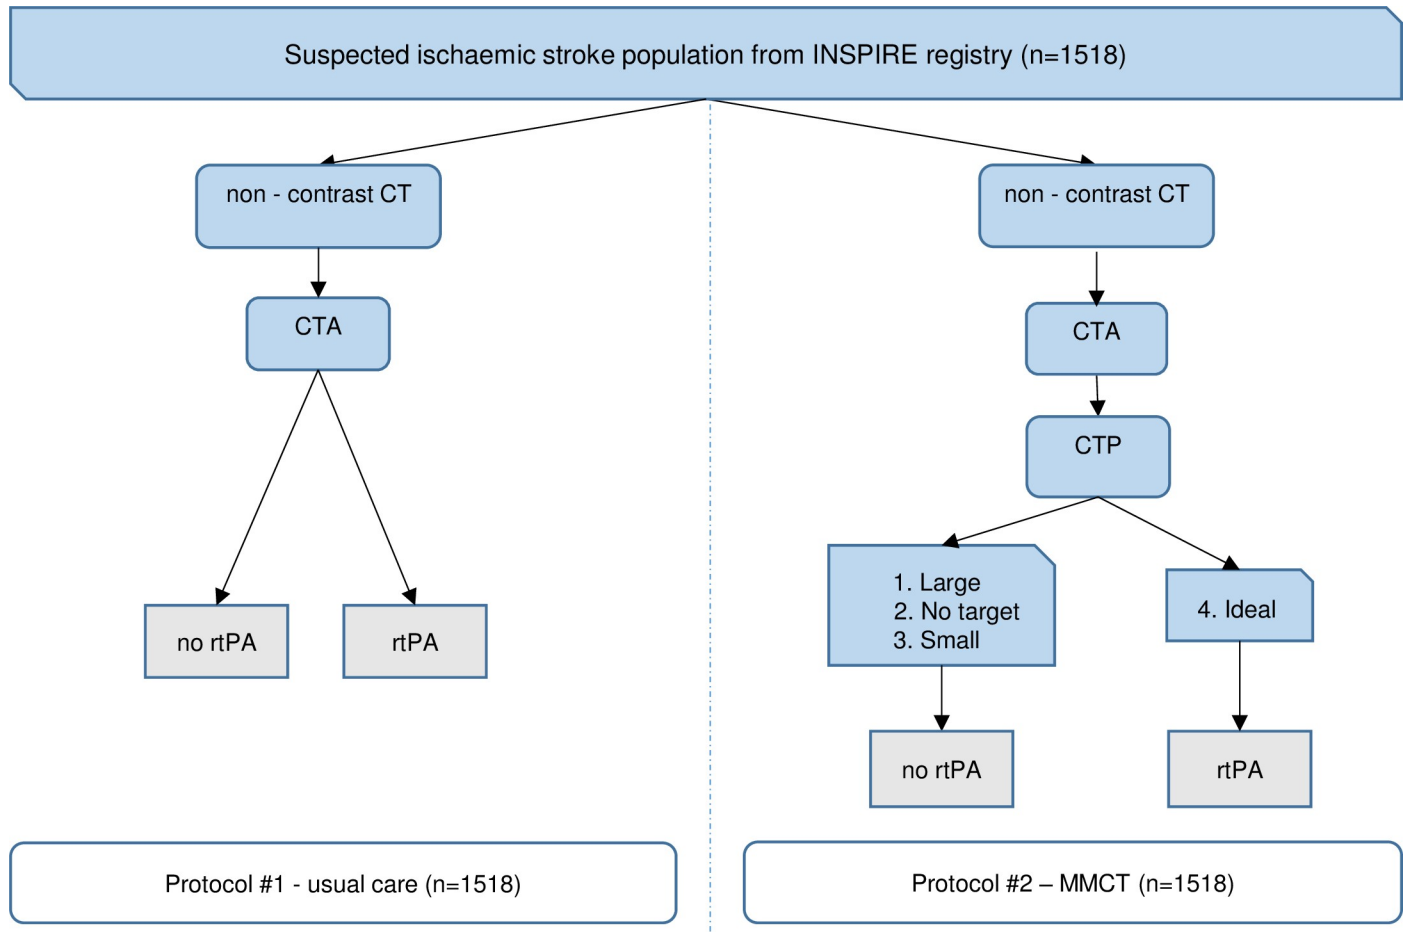 Suspected ischaemic stroke population from INSPIRE registry (n=1518)
non - contrast CT
CTA
no rtPA
rtPA
Protocol #1 - usual care (n=1518)
non - contrast CT
CTA
CTP
1. Large
2. No target
3. Small
4. Ideal
no rtPA
rtPA
Protocol #2 – MMCT (n=1518)